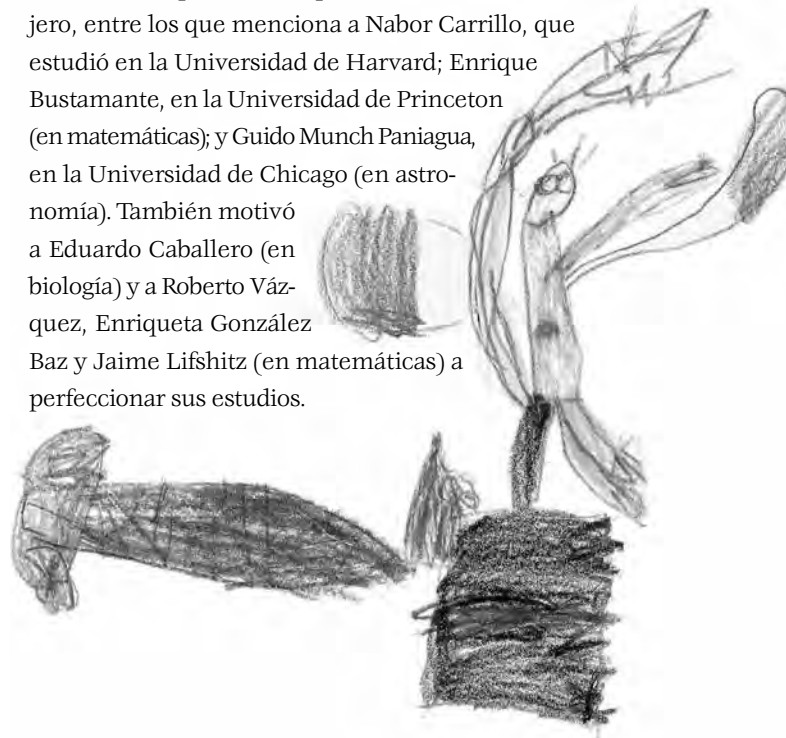 jero, entre los que menciona a Nabor Carrillo, que
estudió en la Universidad de Harvard; Enrique
Bustamante, en la Universidad de Princeton
(en matemáticas); y Guido Munch Paniagua,
en la Universidad de Chicago (en astro-
nomía). También motivó
a Eduardo Caballero (en
biología) y a Roberto Váz-
quez, Enriqueta González
Baz y Jaime Lifshitz (en matemáticas) a
perfeccionar sus estudios.